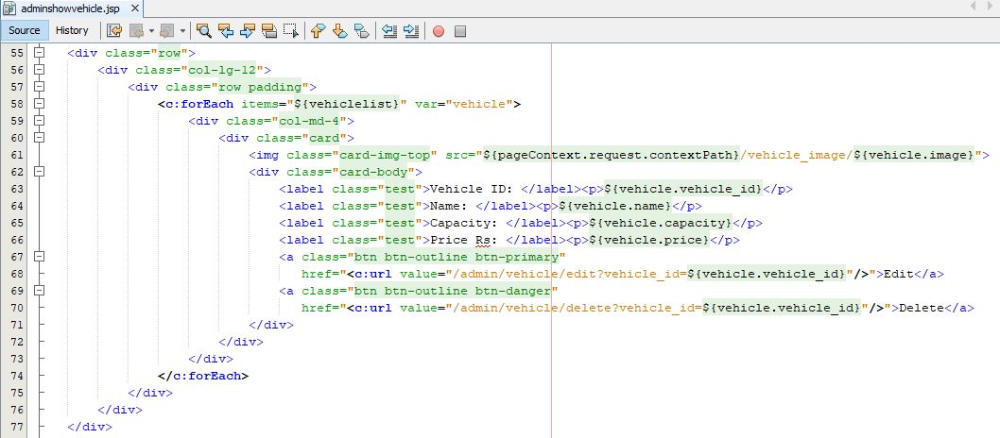 adminshowvehicle.jsp
Source History
55 <div class="row">
56 <div class="col-lg-12">
57 <div class="row padding">
58 <c:forEach items="${vehiclelist}" var="vehicle">
59 <div class="col-md-4">
60 <div class="card">
61 <img class="card-img-top" src="${pageContext.request.contextPath}/vehicle_image/${vehicle.image}">
62 <div class="card-body">
63 <label class="test">Vehicle ID: </label><p>${vehicle.vehicle_id}</p>
64 <label class="test">Name: </label><p>${vehicle.name}</p>
65 <label class="test">Capacity: </label><p>${vehicle.capacity}</p>
66 <label class="test">Price Rs: </label><p>${vehicle.price}</p>
67 <a class="btn btn-outline btn-primary"
68 href="<c:url value="/admin/vehicle/edit?vehicle_id=${vehicle.vehicle_id}"/>">Edit</a>
69 <a class="btn btn-outline btn-danger"
70 href="<c:url value="/admin/vehicle/delete?vehicle_id=${vehicle.vehicle_id}"/>">Delete</a>
71 </div>
72 </div>
73 </div>
74 </c:forEach>
75 </div>
76 </div>
77 </div>